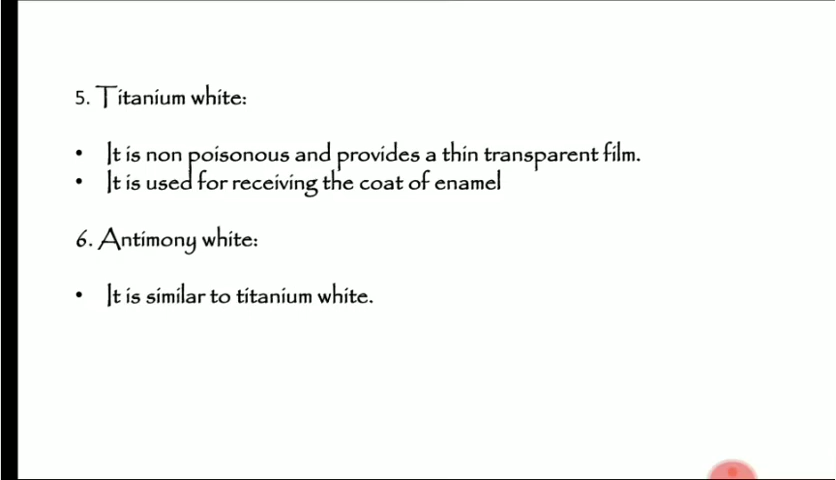 5. Titanium white:
• It is non poisonous and provides a thin transparent film.
• It is used for receiving the coat of enamel
6. Antimony white:
• It is similar to titanium white.